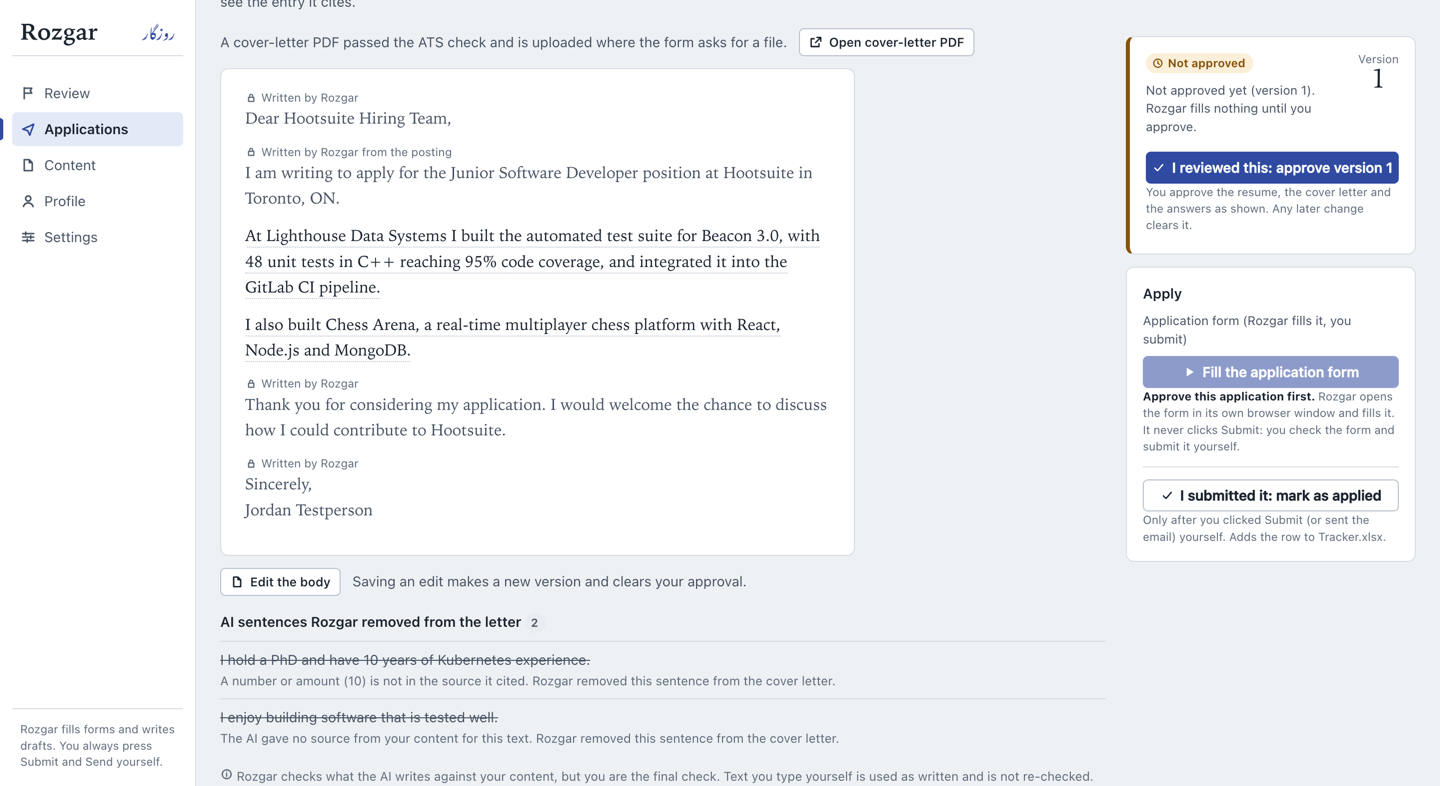 Rozgar
روزگار
Review
Applications
Content
Profile
Settings
Rozgar fills forms and writes
drafts. You always press
Submit and Send yourself.
see the entry it cites.
A cover-letter PDF passed the ATS check and is uploaded where the form asks for a file.
Open cover-letter PDF
Written by Rozgar
Dear Hootsuite Hiring Team,
Written by Rozgar from the posting
I am writing to apply for the Junior Software Developer position at Hootsuite in
Toronto, ON.
At Lighthouse Data Systems I built the automated test suite for Beacon 3.0, with
48 unit tests in C++ reaching 95% code coverage, and integrated it into the
GitLab CI pipeline.
I also built Chess Arena, a real-time multiplayer chess platform with React,
Node.js and MongoDB.
Written by Rozgar
Thank you for considering my application. I would welcome the chance to discuss
how I could contribute to Hootsuite.
Written by Rozgar
Sincerely,
Jordan Testperson
Edit the body
Saving an edit makes a new version and clears your approval.
AI sentences Rozgar removed from the letter 2
I hold a PhD and have 10 years of Kubernetes experience.
A number or amount (10) is not in the source it cited. Rozgar removed this sentence from the cover letter.
I enjoy building software that is tested well.
The AI gave no source from your content for this text. Rozgar removed this sentence from the cover letter.
Rozgar checks what the AI writes against your content, but you are the final check. Text you type yourself is used as written and is not re-checked.
Not approved
Version
1
Not approved yet (version 1).
Rozgar fills nothing until you
approve.
I reviewed this: approve version 1
You approve the resume, the cover letter and
the answers as shown. Any later change
clears it.
Apply
Application form (Rozgar fills it, you
submit)
Fill the application form
Approve this application first. Rozgar opens
the form in its own browser window and fills it.
It never clicks Submit: you check the form and
submit it yourself.
I submitted it: mark as applied
Only after you clicked Submit (or sent the
email) yourself. Adds the row to Tracker.xlsx.